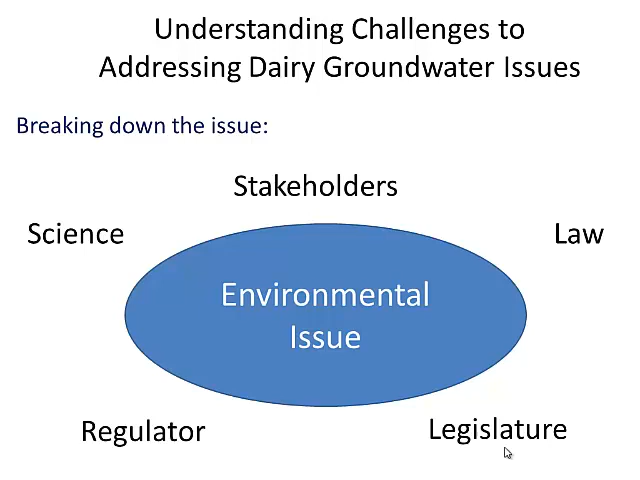 Understanding Challenges to
Addressing Dairy Groundwater Issues
Breaking down the issue:
Stakeholders
Science
Law
Environmental
Issue
Regulator
Legislature